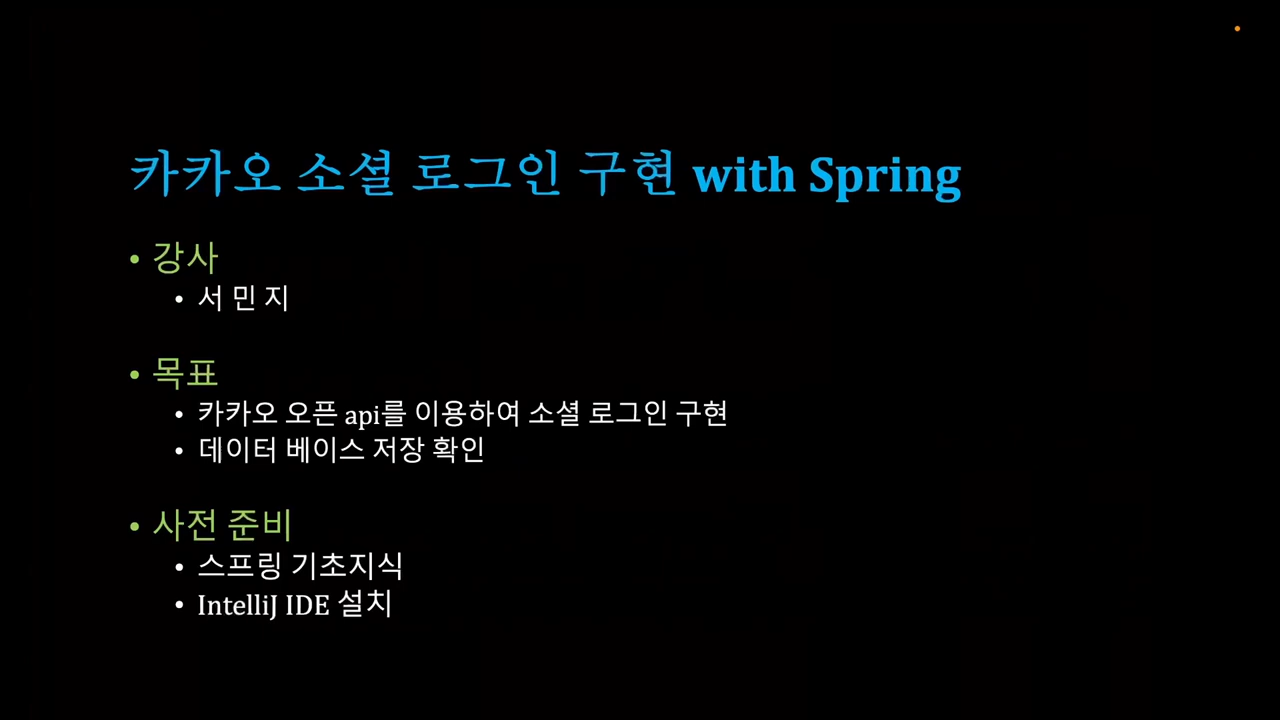 카카오 소셜 로그인 구현 with Spring
• 강사
• 서 민 지
• 목표
• 카카오 오픈 api를 이용하여 소셜 로그인 구현
• 데이터 베이스 저장 확인
• 사전 준비
• 스프링 기초지식
• IntelliJ IDE 설치